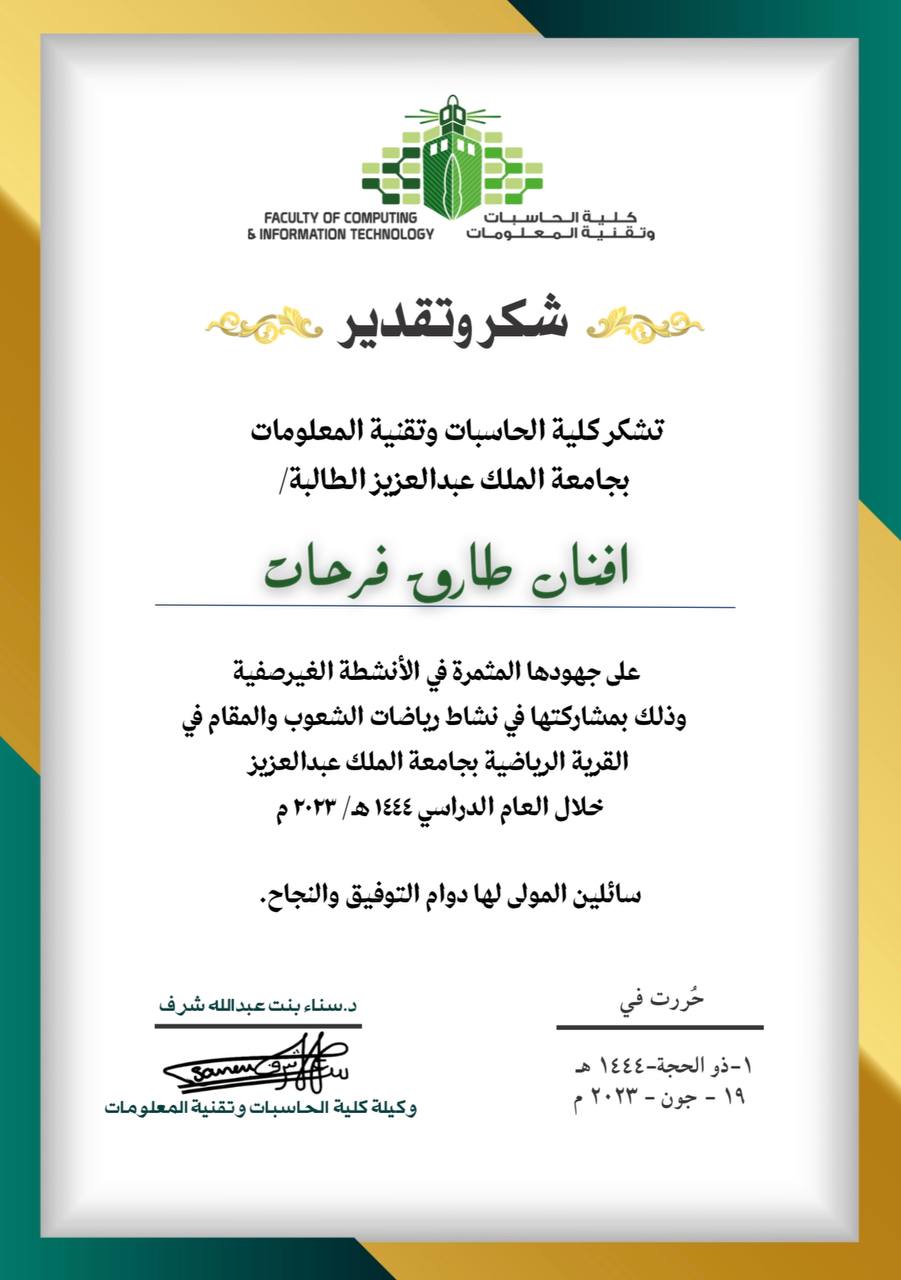 FACULTY OF COMPUTING
& INFORMATION TECHNOLOGY
كلية الحاسبات
وتقنية المعلومات
شكر وتقدير
تشكر كلية الحاسبات وتقنية المعلومات
بجامعة الملك عبدالعزيز الطالبة/
افنان طارق فرحات
على جهودها المثمرة في الأنشطة الغيرصفية
وذلك بمشاركتها في نشاط رياضات الشعوب والمقام في
القرية الرياضية بجامعة الملك عبدالعزيز
خلال العام الدراسي ١٤٤٤ هـ/ ٢٠٢٣ م
سائلين المولى لها دوام التوفيق والنجاح.
حُررت في
١-ذو الحجة-١٤٤٤ هـ
١٩ - جون - ٢٠٢٣ م
د.سناء بنت عبدالله شرف
وكيلة كلية الحاسبات وتقنية المعلومات